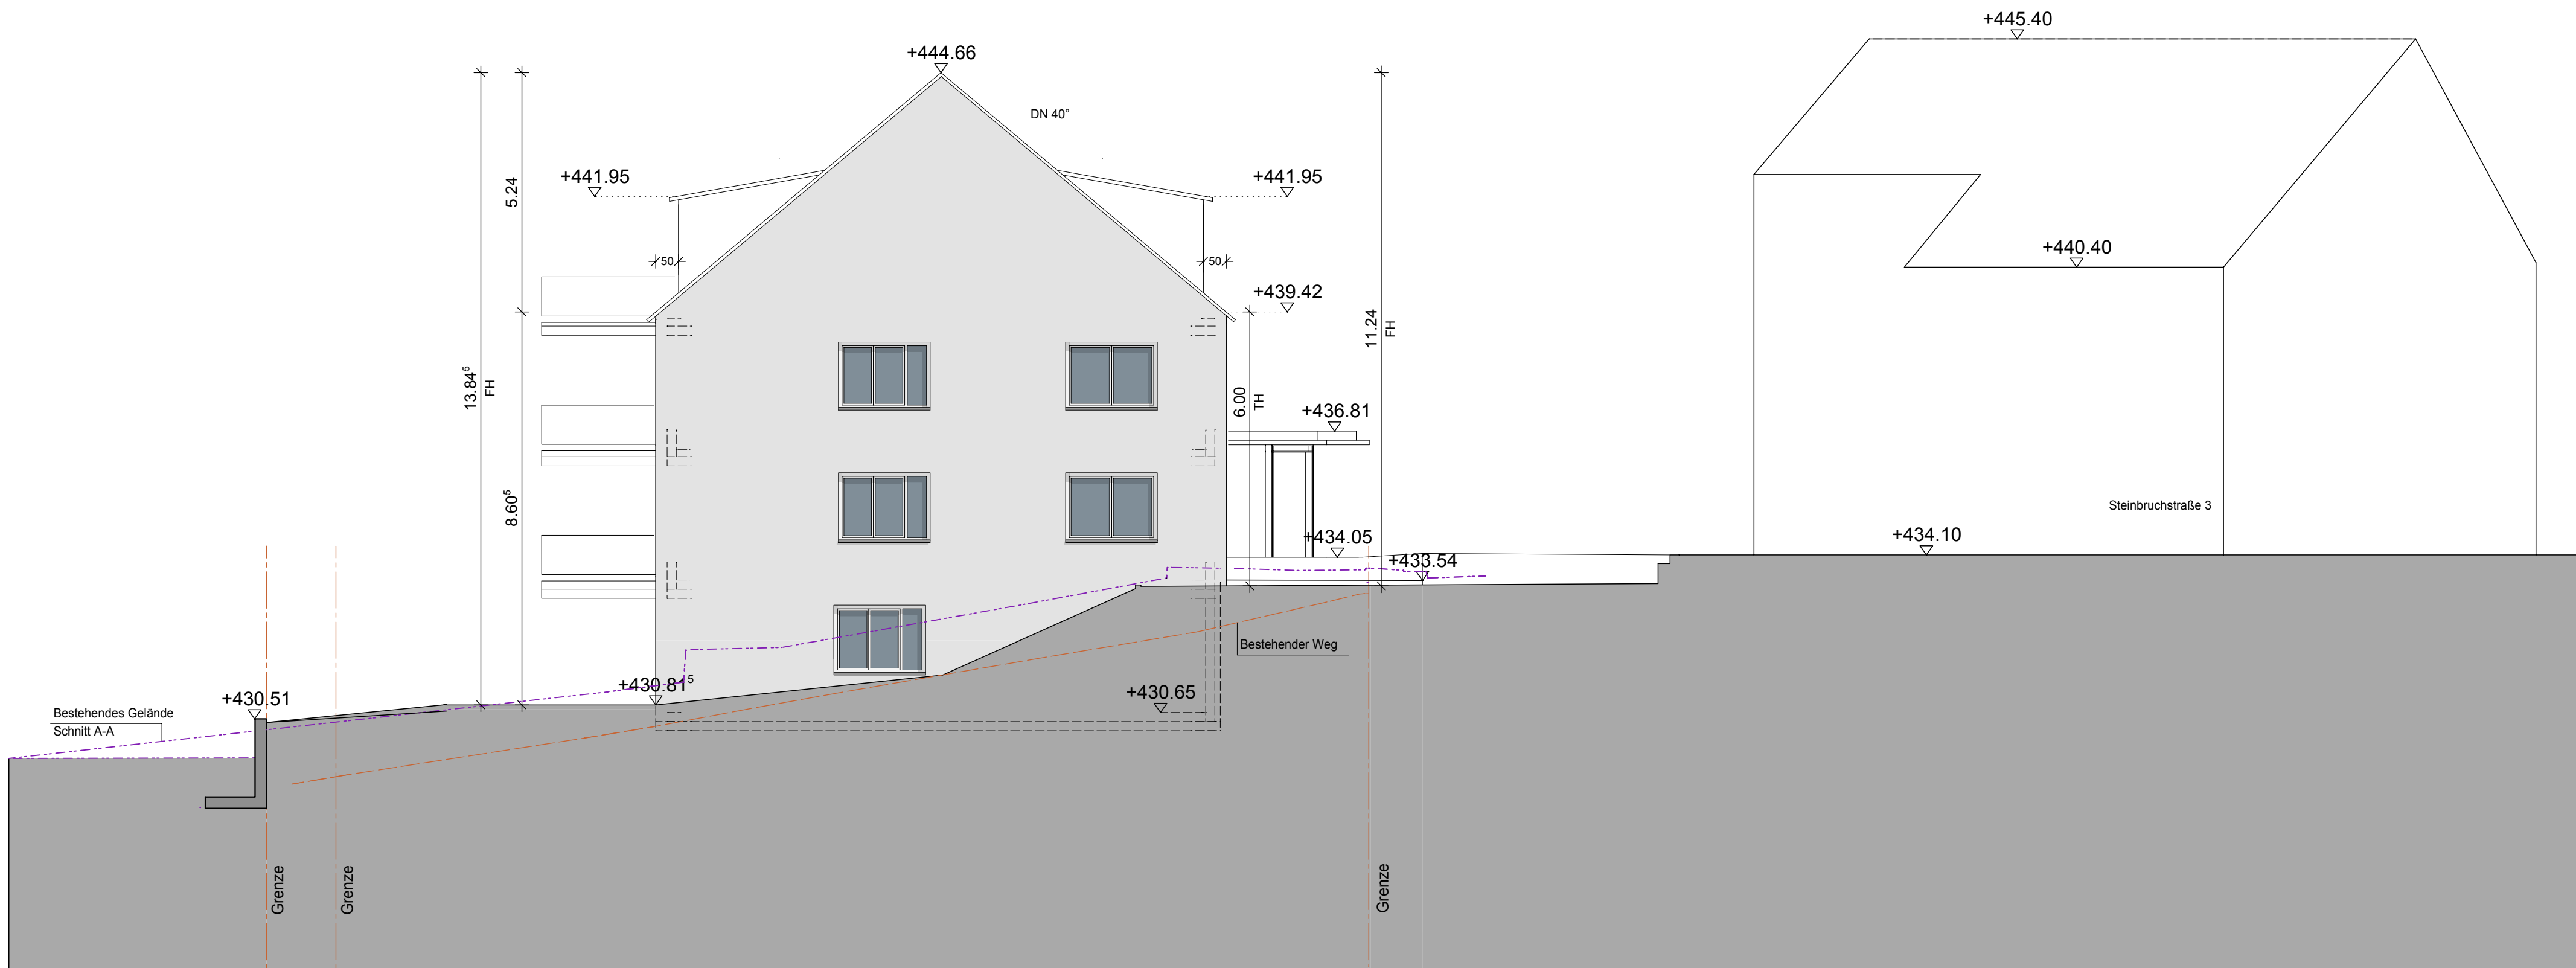 +445.40
+444.66
DN 40°
+441.95
+441.95
5.24
50
50
+440.40
+439.42
11.24
FH
13.84⁵
FH
6.00
TH
+436.81
8.60⁵
Steinbruchstraße 3
+434.10
+434.05
+433.54
Bestehender Weg
+430.81⁵
+430.65
+430.51
Bestehendes Gelände
Schnitt A-A
Grenze
Grenze
Grenze